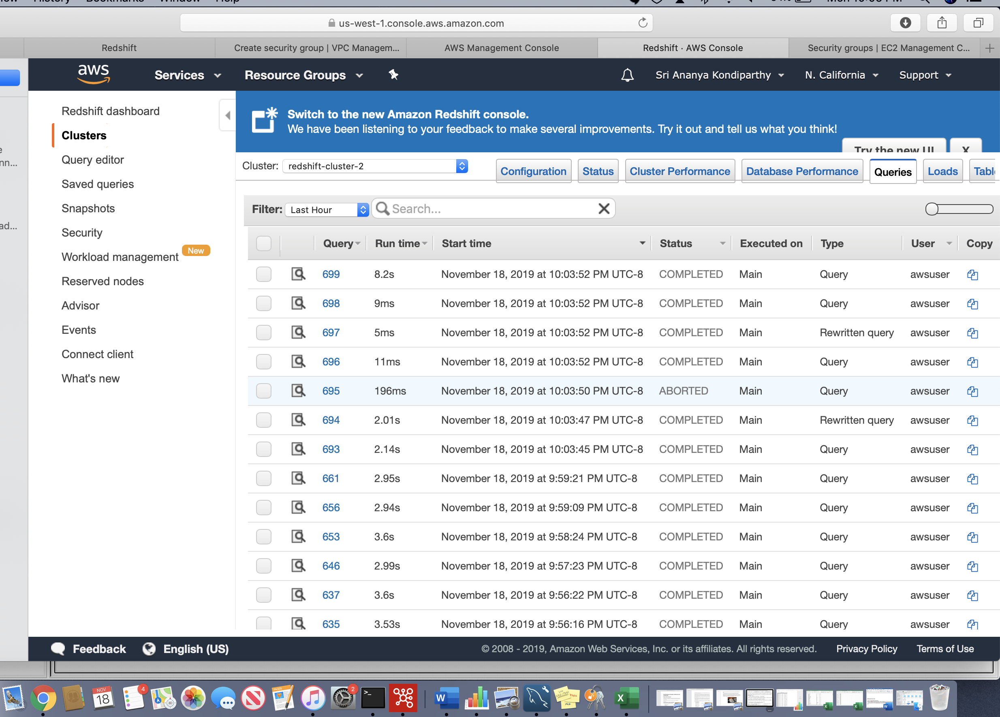 History Bookmarks Window Help
us-west-1.console.aws.amazon.com
Redshift
Create security group | VPC Managem...
AWS Management Console
Redshift · AWS Console
Security groups | EC2 Management C...
aws
Services
Resource Groups
Sri Ananya Kondiparthy
N. California
Support
nn...
ad...
Redshift dashboard
Clusters
Query editor
Saved queries
Snapshots
Security
Workload management New
Reserved nodes
Advisor
Events
Connect client
What's new
Switch to the new Amazon Redshift console.
We have been listening to your feedback to make several improvements. Try it out and tell us what you think!
Try the new UI X
Cluster: redshift-cluster-2
Configuration Status Cluster Performance Database Performance Queries Loads
Filter: Last Hour Search...
Query Run time Start time Status Executed on Type User Copy
699 8.2s November 18, 2019 at 10:03:52 PM UTC-8 COMPLETED Main Query awsuser
698 9ms November 18, 2019 at 10:03:52 PM UTC-8 COMPLETED Main Query awsuser
697 5ms November 18, 2019 at 10:03:52 PM UTC-8 COMPLETED Main Rewritten query awsuser
696 11ms November 18, 2019 at 10:03:52 PM UTC-8 COMPLETED Main Query awsuser
695 196ms November 18, 2019 at 10:03:50 PM UTC-8 ABORTED Main Query awsuser
694 2.01s November 18, 2019 at 10:03:47 PM UTC-8 COMPLETED Main Rewritten query awsuser
693 2.14s November 18, 2019 at 10:03:45 PM UTC-8 COMPLETED Main Query awsuser
661 2.95s November 18, 2019 at 9:59:21 PM UTC-8 COMPLETED Main Query awsuser
656 2.94s November 18, 2019 at 9:59:09 PM UTC-8 COMPLETED Main Query awsuser
653 3.6s November 18, 2019 at 9:58:24 PM UTC-8 COMPLETED Main Query awsuser
646 2.99s November 18, 2019 at 9:57:23 PM UTC-8 COMPLETED Main Query awsuser
637 3.6s November 18, 2019 at 9:56:22 PM UTC-8 COMPLETED Main Query awsuser
635 3.53s November 18, 2019 at 9:56:16 PM UTC-8 COMPLETED Main Query awsuser
Feedback English (US)
© 2008 - 2019, Amazon Web Services, Inc. or its affiliates. All rights reserved. Privacy Policy Terms of Use
NOV
18
4
3D
PAGES
2
W
X